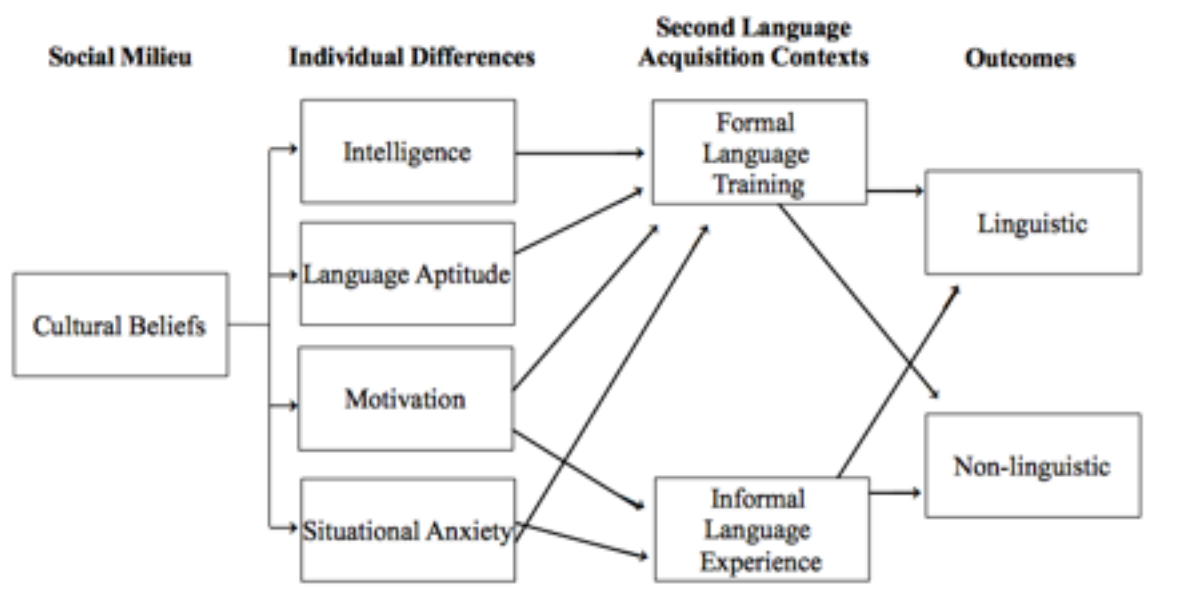 Social Milieu
Individual Differences
Second Language
Acquisition Contexts
Outcomes
Cultural Beliefs
Intelligence
Language Aptitude
Motivation
Situational Anxiety
Formal
Language
Training
Informal
Language
Experience
Linguistic
Non-linguistic